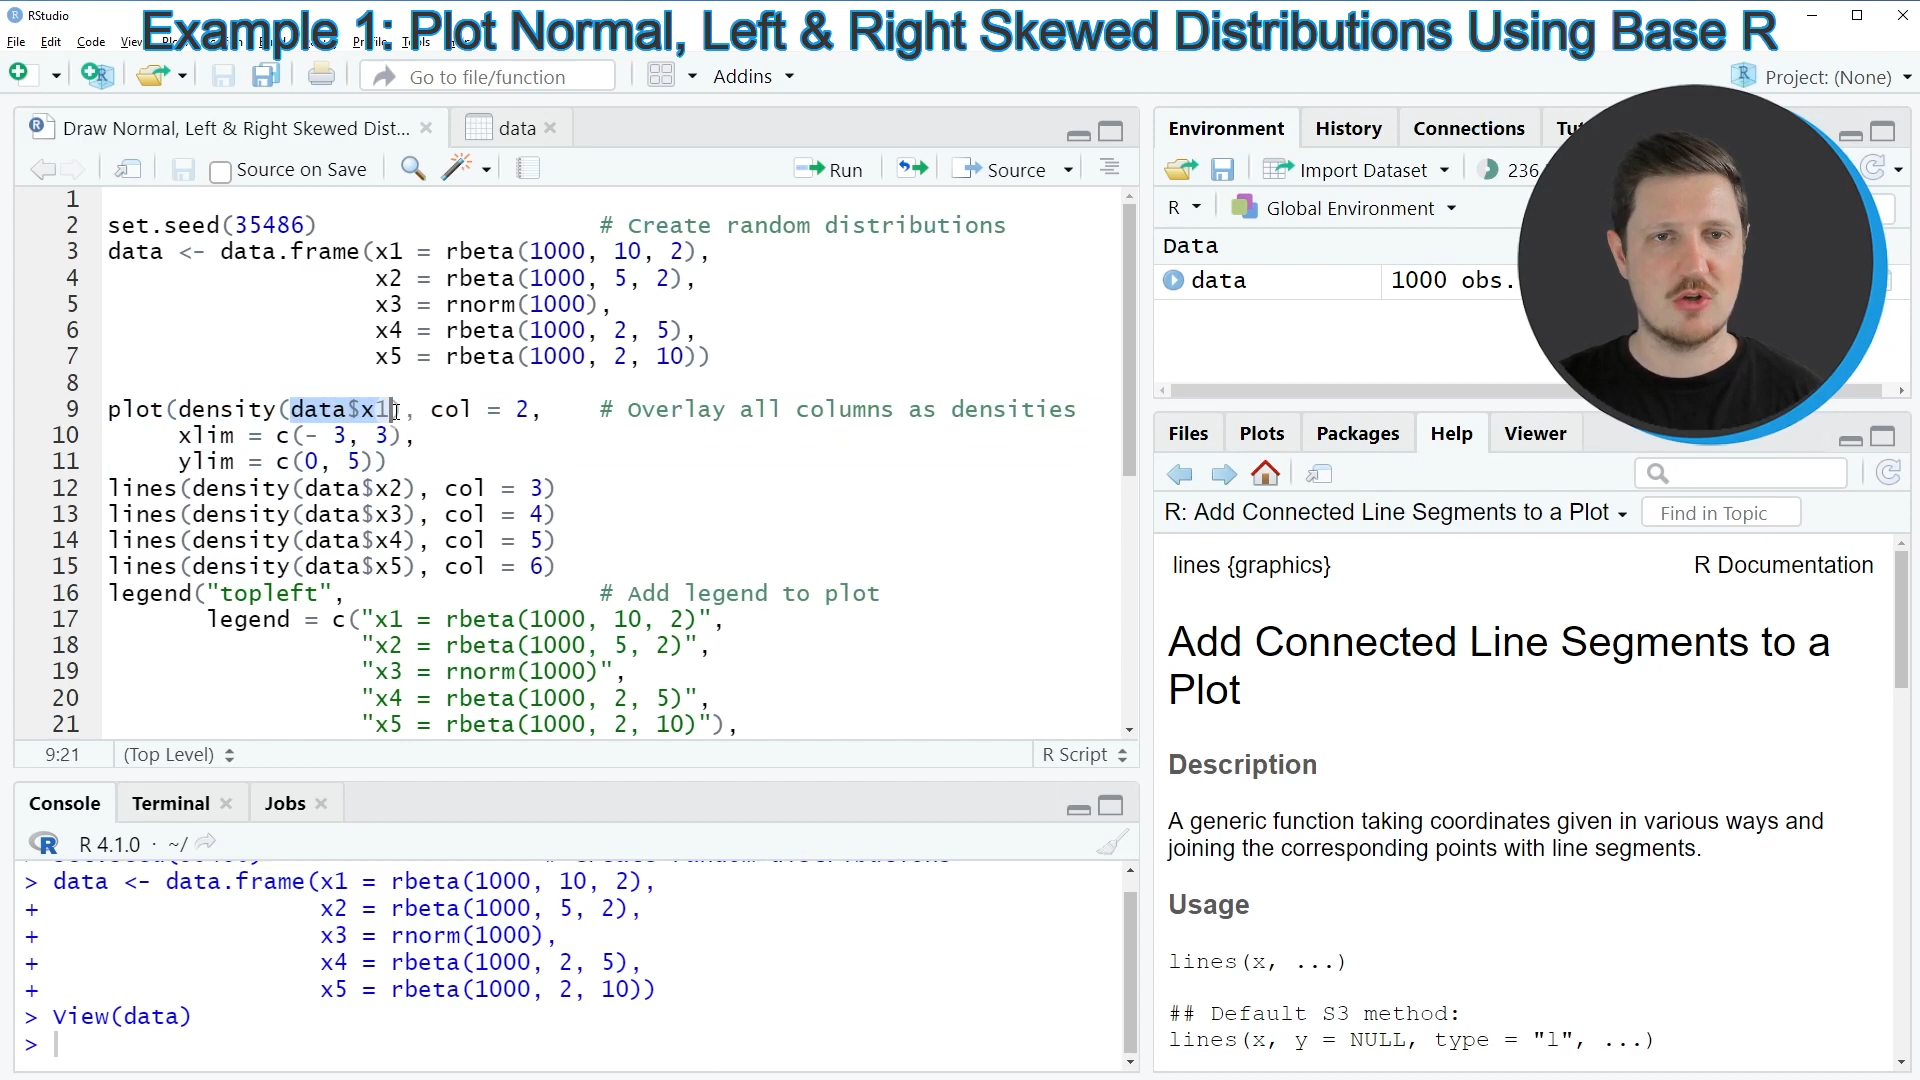 RStudio
Example 1: Plot Normal, Left & Right Skewed Distributions Using Base R
File Edit Code View Tools
Go to file/function
Addins
Project: (None)
Draw Normal, Left & Right Skewed Dist...
data
Source on Save
Run
Source
1
2 set.seed(35486) # Create random distributions
3 data <- data.frame(x1 = rbeta(1000, 10, 2),
4 x2 = rbeta(1000, 5, 2),
5 x3 = rnorm(1000),
6 x4 = rbeta(1000, 2, 5),
7 x5 = rbeta(1000, 2, 10))
8
9 plot(density(data$x1), col = 2, # Overlay all columns as densities
10 xlim = c(- 3, 3),
11 ylim = c(0, 5))
12 lines(density(data$x2), col = 3)
13 lines(density(data$x3), col = 4)
14 lines(density(data$x4), col = 5)
15 lines(density(data$x5), col = 6)
16 legend("topleft", # Add legend to plot
17 legend = c("x1 = rbeta(1000, 10, 2)",
18 "x2 = rbeta(1000, 5, 2)",
19 "x3 = rnorm(1000)",
20 "x4 = rbeta(1000, 2, 5)",
21 "x5 = rbeta(1000, 2, 10)"),
9:21 (Top Level) R Script
Console Terminal Jobs
R 4.1.0 · ~/
> data <- data.frame(x1 = rbeta(1000, 10, 2),
+ x2 = rbeta(1000, 5, 2),
+ x3 = rnorm(1000),
+ x4 = rbeta(1000, 2, 5),
+ x5 = rbeta(1000, 2, 10))
> View(data)
>
Environment History Connections
Import Dataset 236
R Global Environment
Data
data 1000 obs.
Files Plots Packages Help Viewer
R: Add Connected Line Segments to a Plot Find in Topic
lines {graphics} R Documentation
Add Connected Line Segments to a
Plot
Description
A generic function taking coordinates given in various ways and
joining the corresponding points with line segments.
Usage
lines(x, ...)
## Default S3 method:
lines(x, y = NULL, type = "l", ...)